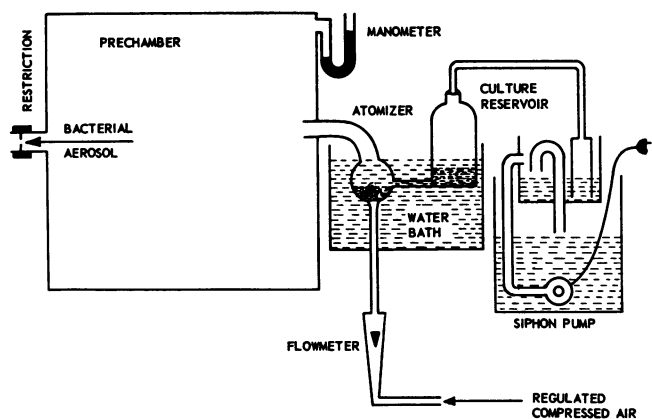 PRECHAMBER
MANOMETER
RESTRICTION
CULTURE
RESERVOIR
ATOMIZER
BACTERIAL
AEROSOL
WATER
BATH
SIPHON PUMP
FLOWMETER
REGULATED
COMPRESSED AIR